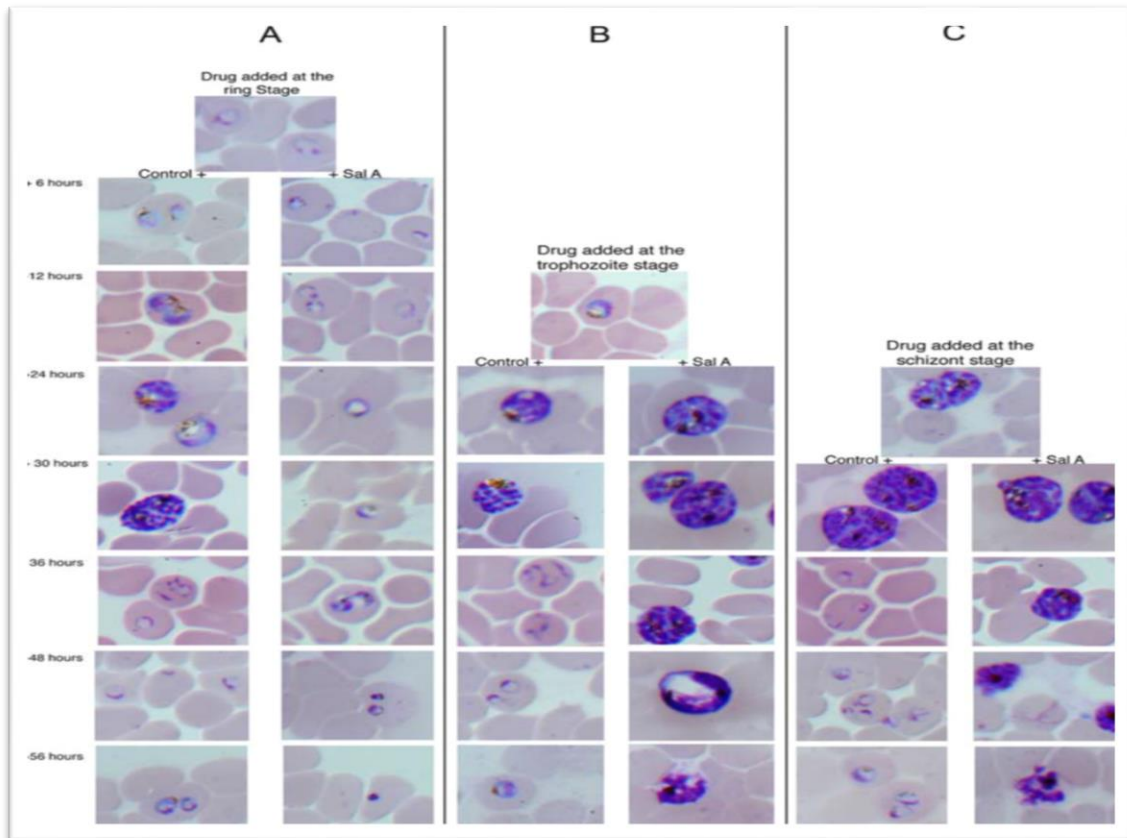 A
B
C
Drug added at the
ring Stage
Control +
+ Sal A
+ 6 hours
12 hours
Drug added at the
trophozoite stage
Control +
+ Sal A
-24 hours
Drug added at the
schizont stage
Control +
+ Sal A
- 30 hours
36 hours
-48 hours
-56 hours